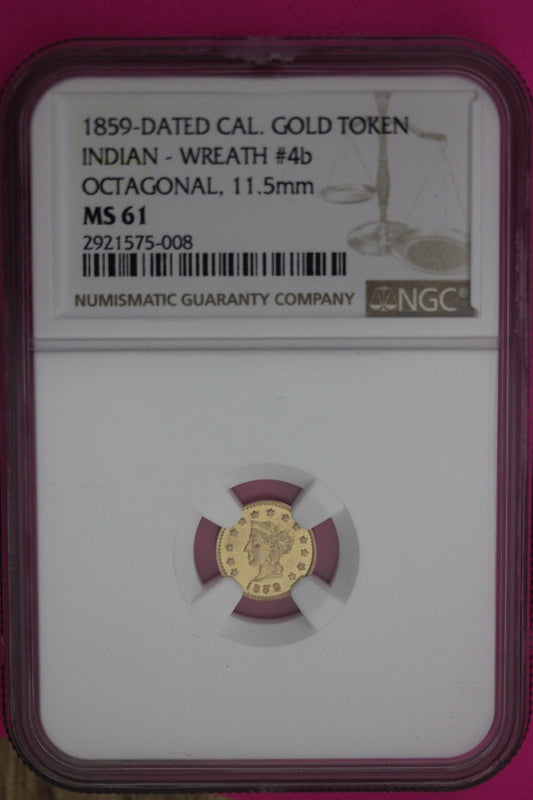 1859-DATED CAL. GOLD TOKEN
INDIAN - WREATH #4b
OCTAGONAL, 11.5mm
MS 61
2921575-008
NUMISMATIC GUARANTY COMPANY
NGC®
1859